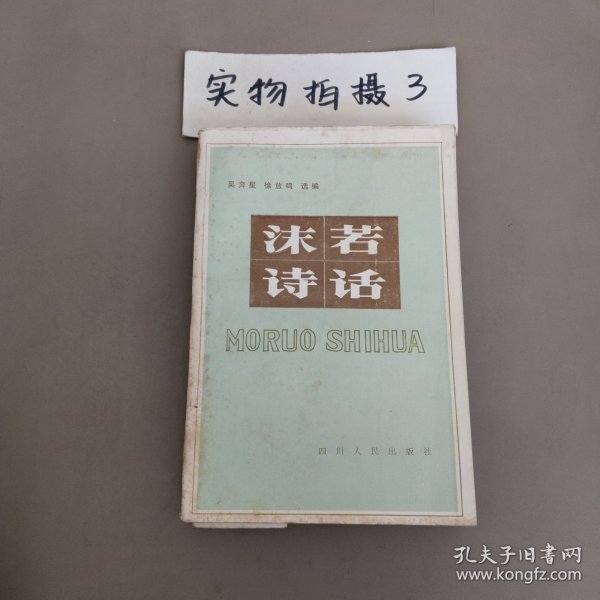 实物拍摄3
吴奔星 徐放鸣 选编
沫若
诗话
MORUO SHIHUA
四川人民出版社
孔夫子旧书网
www.kongfz.com